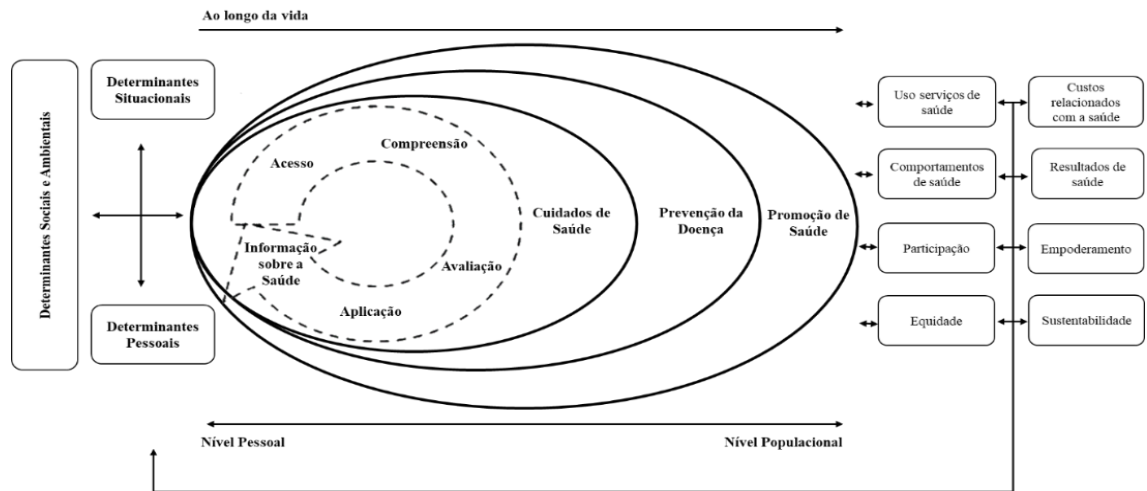 Ao longo da vida
Determinantes Sociais e Ambientais
Determinantes
Situacionais
Determinantes
Pessoais
Acesso
Compreensão
Informação
sobre a
Saúde
Avaliação
Aplicação
Cuidados de
Saúde
Prevenção da
Doença
Promoção de
Saúde
Uso serviços de
saúde
Custos
relacionados
com a saúde
Comportamentos
de saúde
Resultados
de saúde
Participação
Empoderamento
Equidade
Sustentabilidade
Nível Pessoal
Nível Populacional